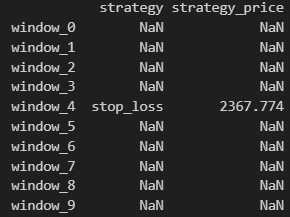 strategy strategy_price
window_0 NaN NaN
window_1 NaN NaN
window_2 NaN NaN
window_3 NaN NaN
window_4 stop_loss 2367.774
window_5 NaN NaN
window_6 NaN NaN
window_7 NaN NaN
window_8 NaN NaN
window_9 NaN NaN